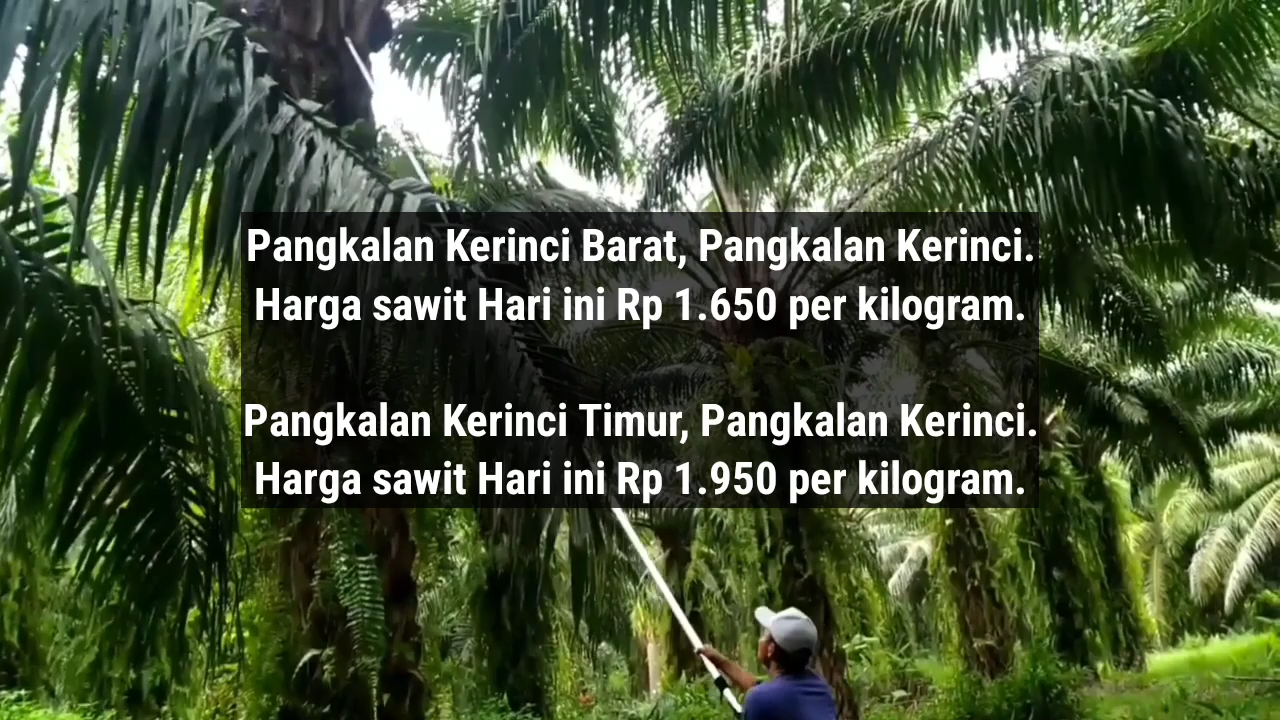 Pangkalan Kerinci Barat, Pangkalan Kerinci.
Harga sawit Hari ini Rp 1.650 per kilogram.
Pangkalan Kerinci Timur, Pangkalan Kerinci.
Harga sawit Hari ini Rp 1.950 per kilogram.